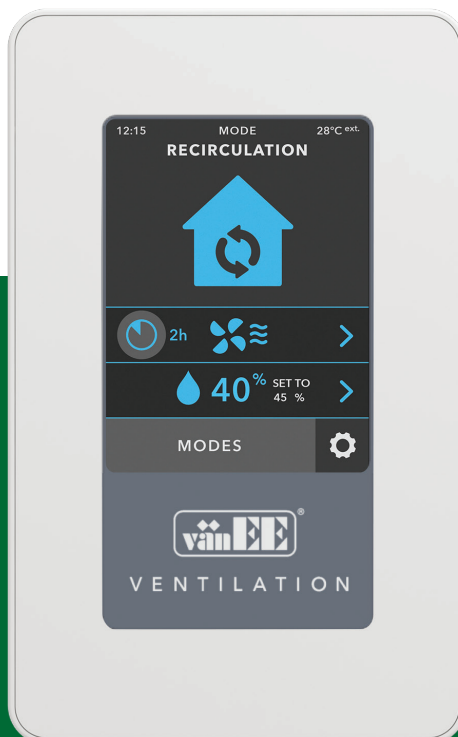 12:15 MODE 28°C ext.
RECIRCULATION
2h
40% SET TO
45 %
MODES
vänEE®
VENTILATION